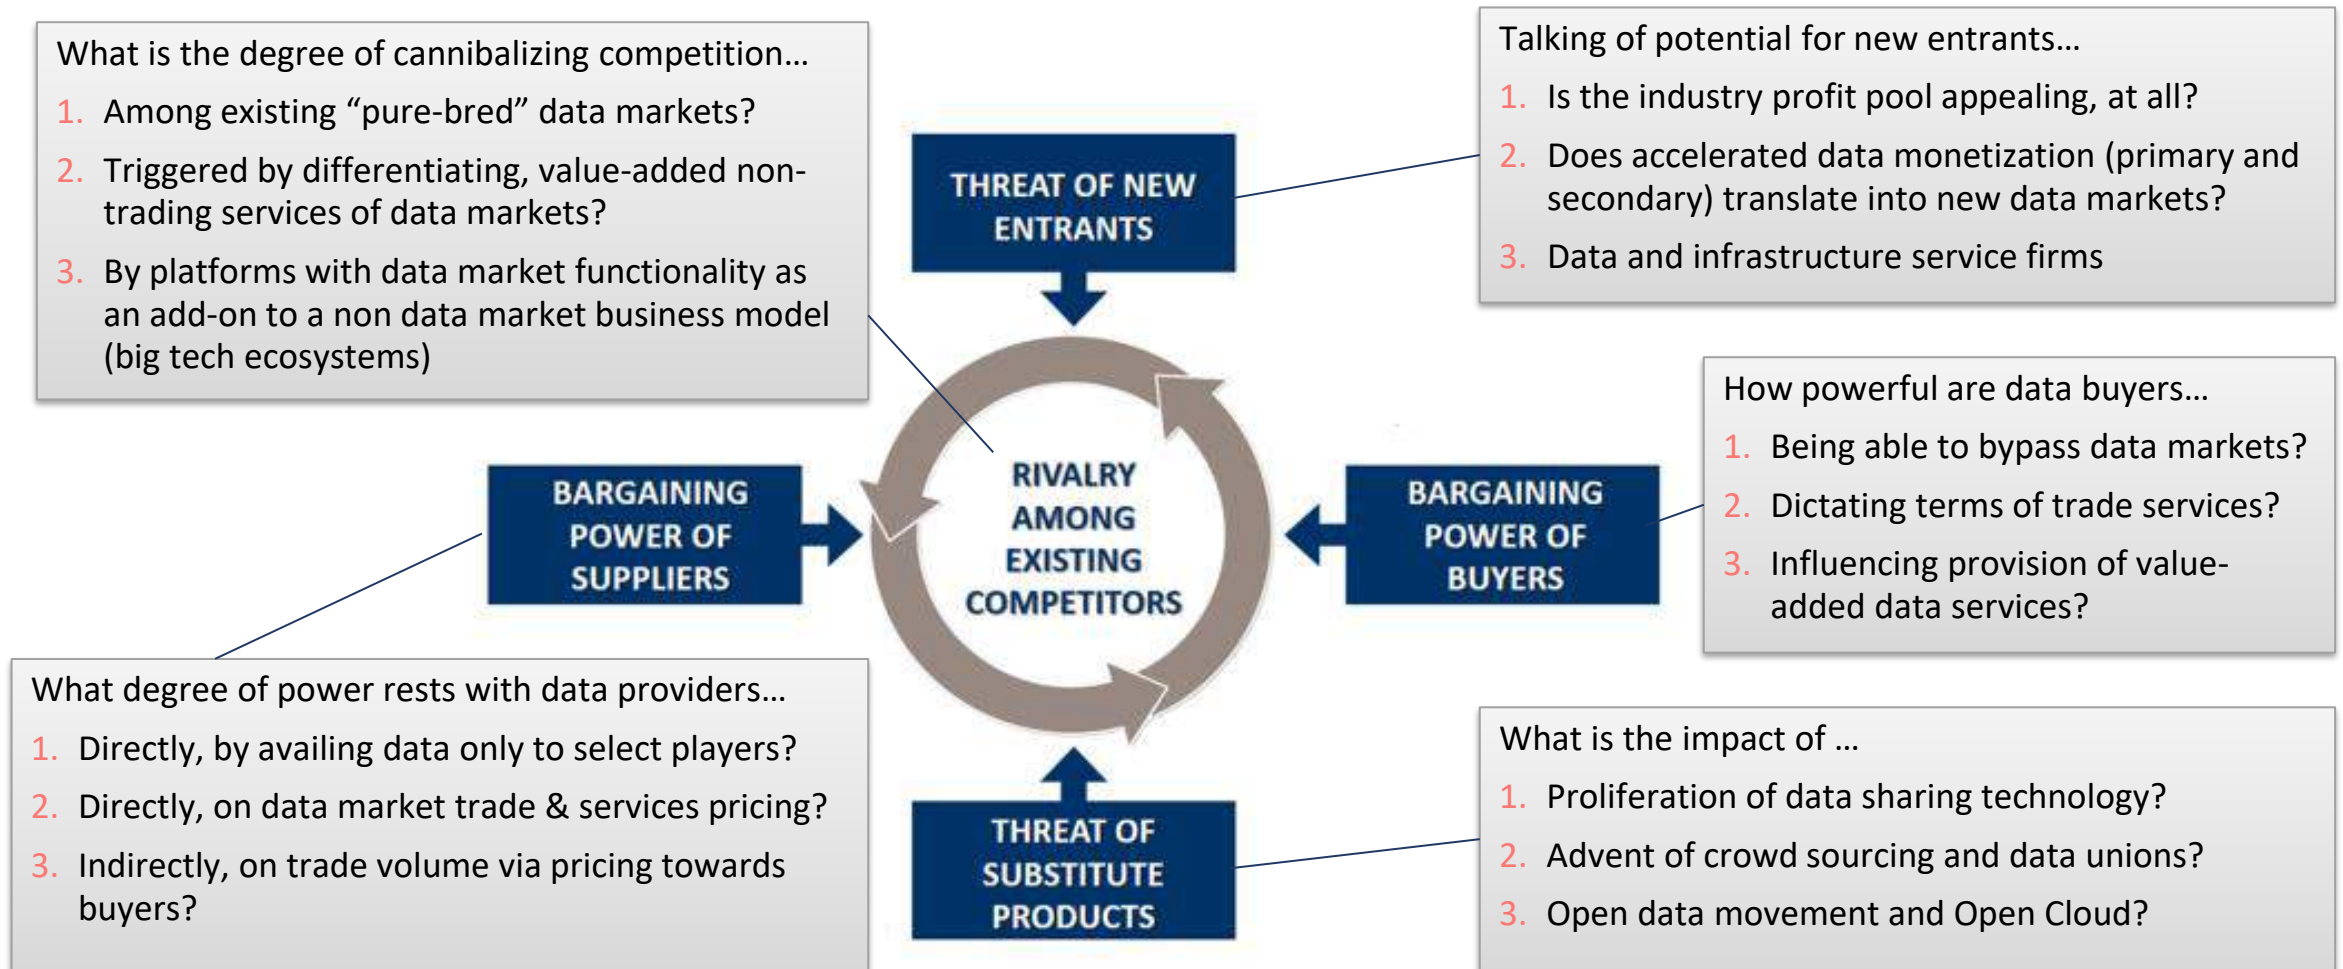 What is the degree of cannibalizing competition…
1. Among existing “pure-bred” data markets?
2. Triggered by differentiating, value-added non-
trading services of data markets?
3. By platforms with data market functionality as
an add-on to a non data market business model
(big tech ecosystems)
THREAT OF NEW
ENTRANTS
Talking of potential for new entrants…
1. Is the industry profit pool appealing, at all?
2. Does accelerated data monetization (primary and
secondary) translate into new data markets?
3. Data and infrastructure service firms
BARGAINING
POWER OF
SUPPLIERS
RIVALRY
AMONG
EXISTING
COMPETITORS
BARGAINING
POWER OF
BUYERS
How powerful are data buyers…
1. Being able to bypass data markets?
2. Dictating terms of trade services?
3. Influencing provision of value-
added data services?
What degree of power rests with data providers…
1. Directly, by availing data only to select players?
2. Directly, on data market trade & services pricing?
3. Indirectly, on trade volume via pricing towards
buyers?
THREAT OF
SUBSTITUTE
PRODUCTS
What is the impact of …
1. Proliferation of data sharing technology?
2. Advent of crowd sourcing and data unions?
3. Open data movement and Open Cloud?